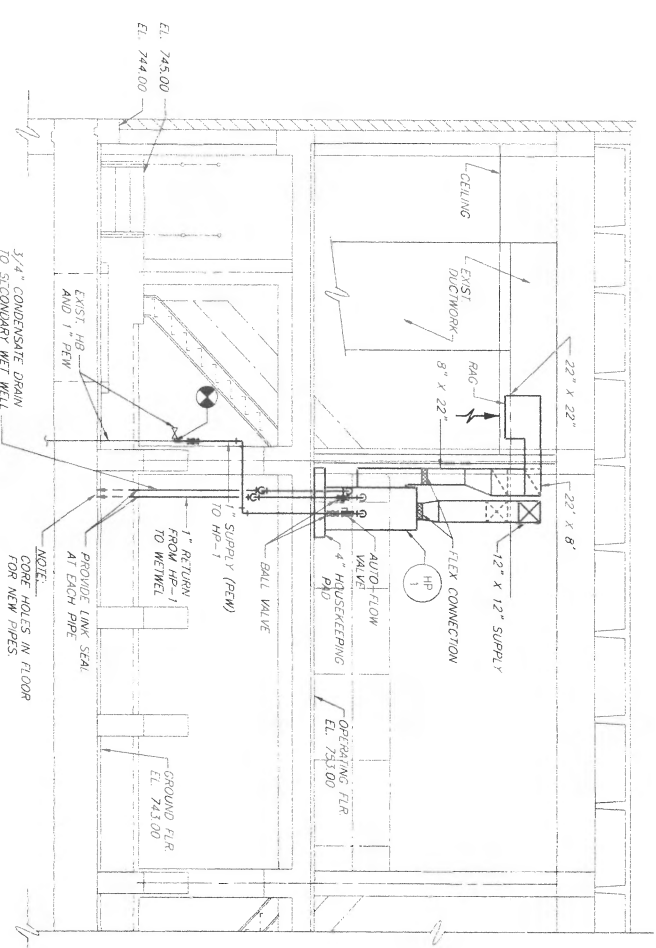 22" X 22"
22' X 8'
12" X 12" SUPPLY
CEILING
RAG
EXIST.
DUCTWORK
8" X 22"
FLEX CONNECTION
HP
1
AUTO-FLOW
VALVE
4" HOUSEKEEPING
PAD
OPERATING FLR
EL. 753.00
BALL VALVE
1" SUPPLY (PEW)
TO HP-1
1" RETURN
FROM HP-1
TO WETWEL
EL. 745.00
EL. 744.00
EXIST. HB
AND 1" PEW
PROVIDE LINK SEAL
AT EACH PIPE
GROUND FLR
EL. 743.00
3/4" CONDENSATE DRAIN
TO SECONDARY WET WELL
NOTE:
CORE HOLES IN FLOOR
FOR NEW PIPES.